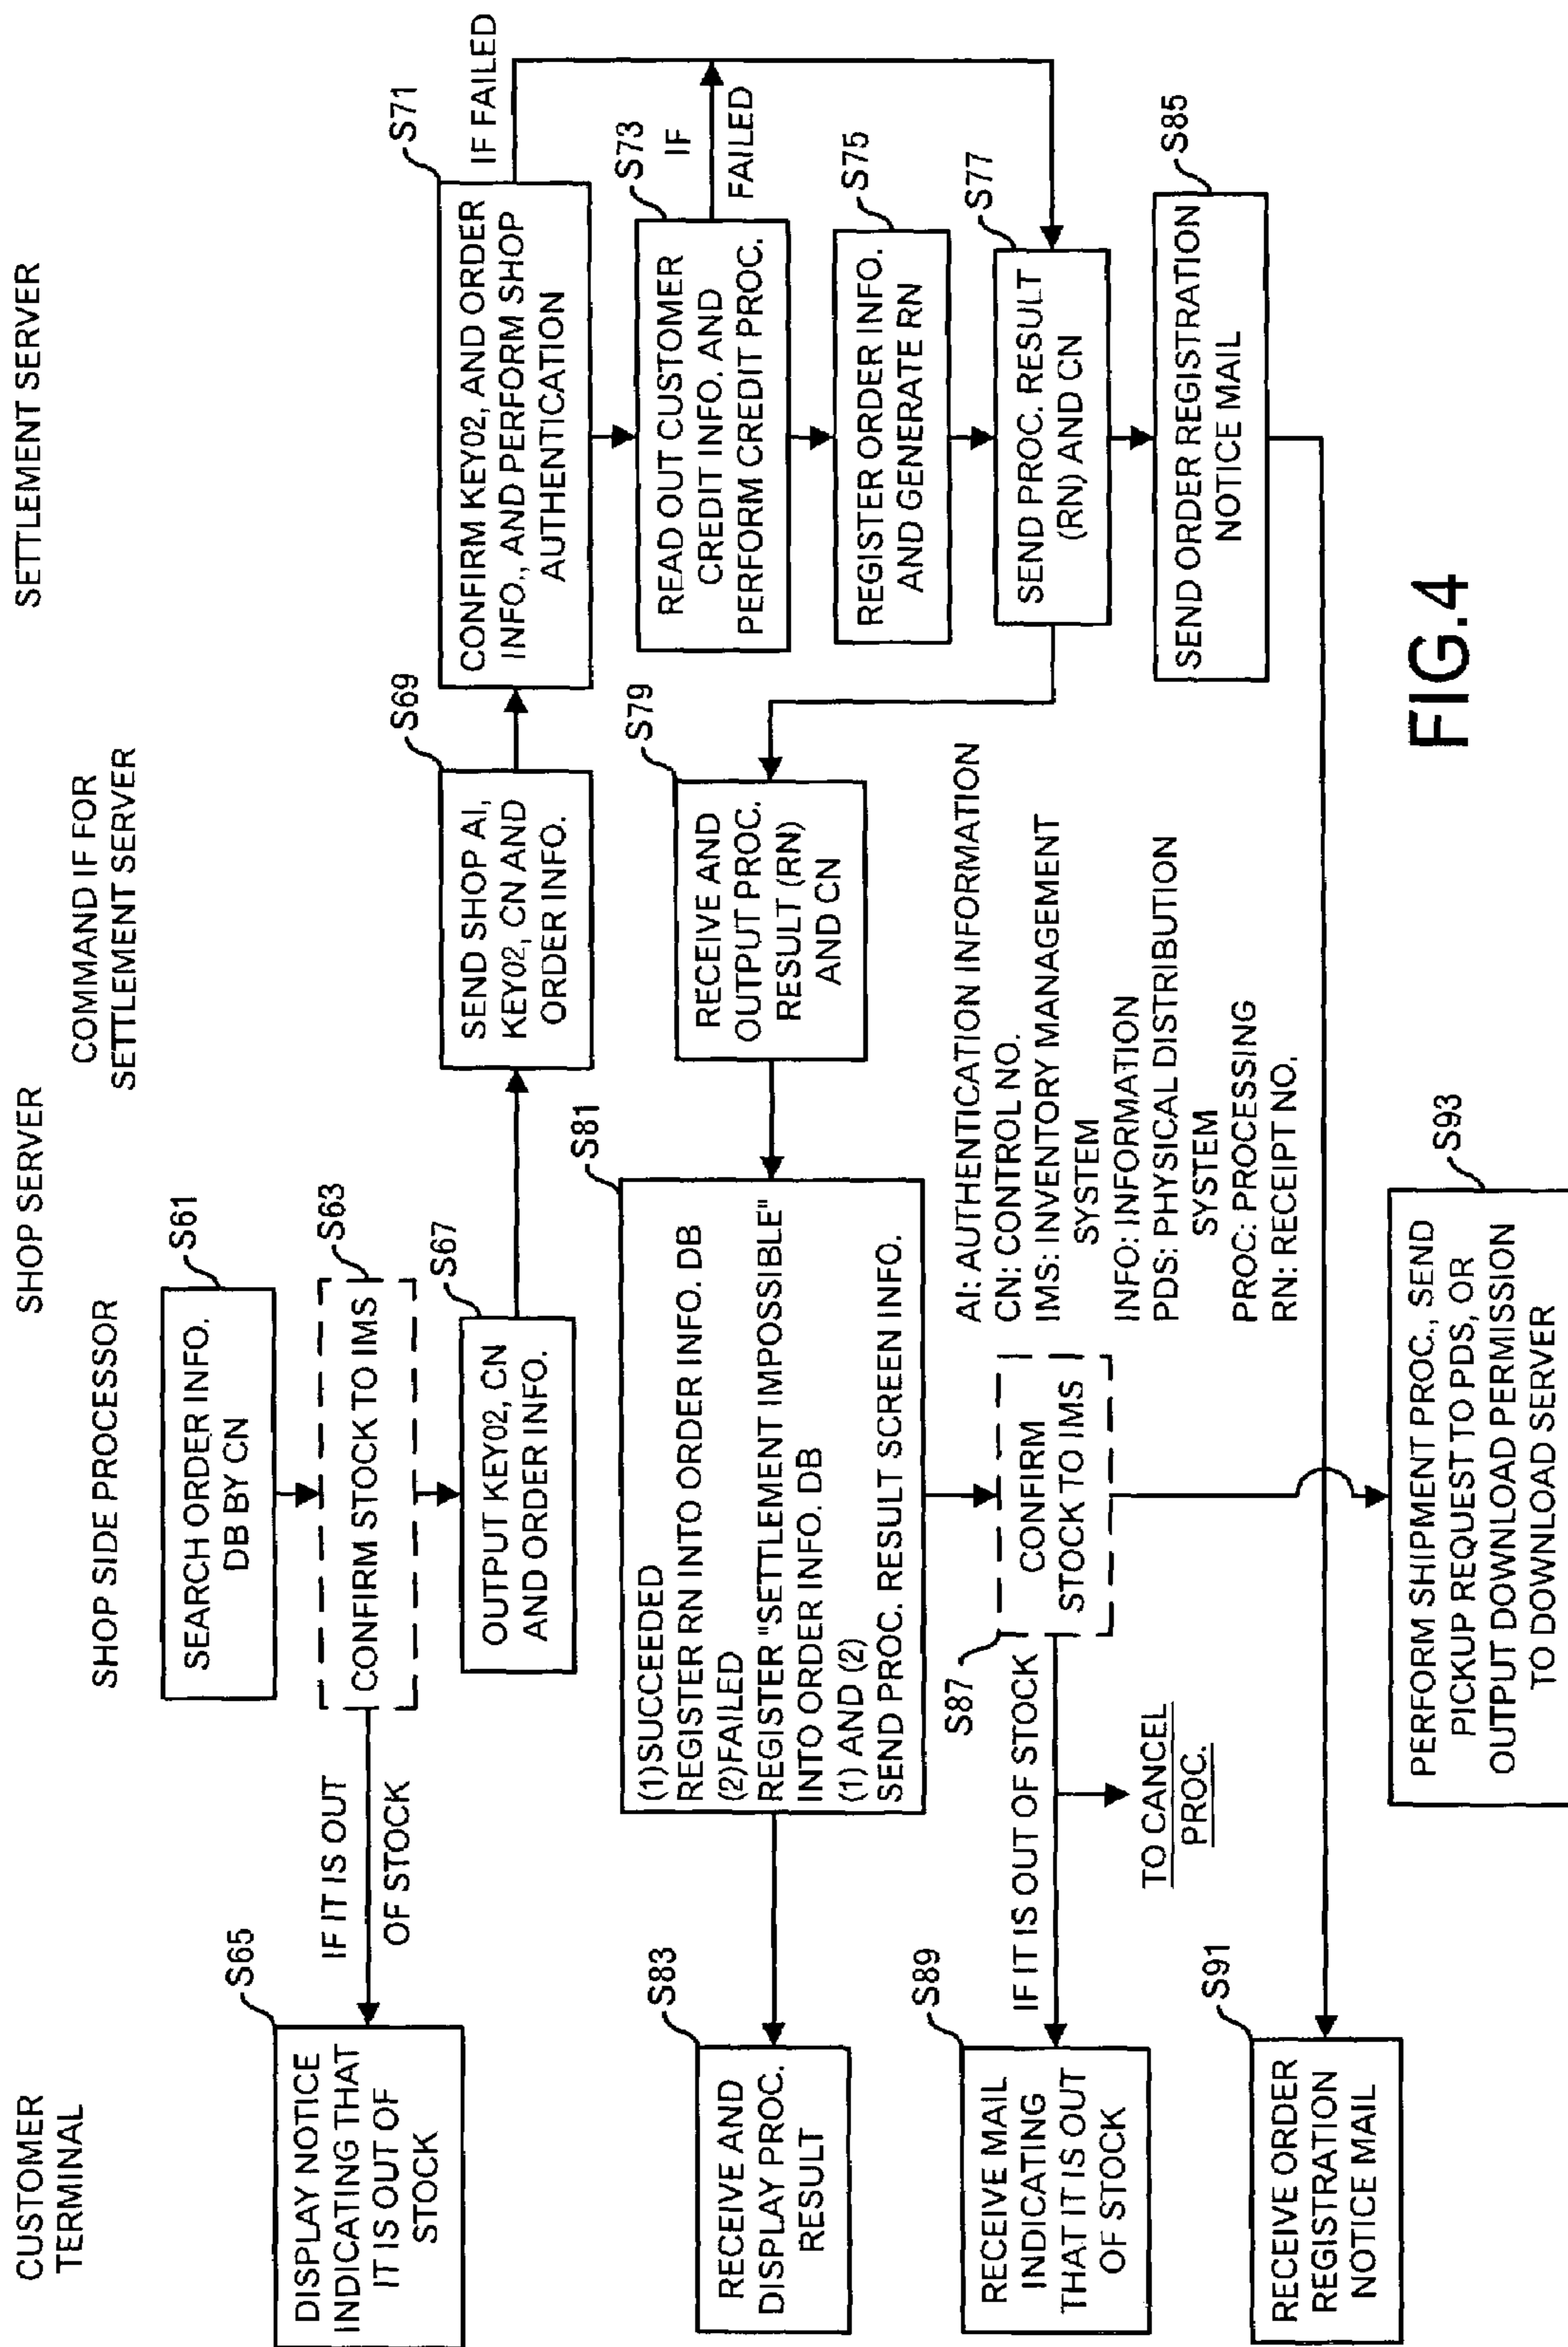 CUSTOMER
TERMINAL
SHOP SERVER
SHOP SIDE PROCESSOR
COMMAND IF FOR
SETTLEMENT SERVER
SETTLEMENT SERVER
S61
SEARCH ORDER INFO.
DB BY CN
S63
CONFIRM STOCK TO IMS
IF IT IS OUT
OF STOCK
S65
DISPLAY NOTICE
INDICATING THAT
IT IS OUT OF
STOCK
S67
OUTPUT KEY02, CN
AND ORDER INFO.
S69
SEND SHOP AI,
KEY02, CN AND
ORDER INFO.
S71
CONFIRM KEY02, AND ORDER
INFO., AND PERFORM SHOP
AUTHENTICATION
IF FAILED
S73
READ OUT CUSTOMER
CREDIT INFO. AND
PERFORM CREDIT PROC.
IF
FAILED
S75
REGISTER ORDER INFO.
AND GENERATE RN
S77
SEND PROC. RESULT
(RN) AND CN
S79
RECEIVE AND
OUTPUT PROC.
RESULT (RN)
AND CN
S81
(1)SUCCEEDED
REGISTER RN INTO ORDER INFO. DB
(2)FAILED
REGISTER "SETTLEMENT IMPOSSIBLE"
INTO ORDER INFO. DB
(1) AND (2)
SEND PROC. RESULT SCREEN INFO.
S83
RECEIVE AND
DISPLAY PROC.
RESULT
S85
SEND ORDER REGISTRATION
NOTICE MAIL
S87
CONFIRM
STOCK TO IMS
IF IT IS OUT OF STOCK
TO CANCEL
PROC.
S89
RECEIVE MAIL
INDICATING
THAT IT IS OUT
OF STOCK
S91
RECEIVE ORDER
REGISTRATION
NOTICE MAIL
S93
PERFORM SHIPMENT PROC., SEND
PICKUP REQUEST TO PDS, OR
OUTPUT DOWNLOAD PERMISSION
TO DOWNLOAD SERVER
AI: AUTHENTICATION INFORMATION
CN: CONTROL NO.
IMS: INVENTORY MANAGEMENT
SYSTEM
INFO: INFORMATION
PDS: PHYSICAL DISTRIBUTION
SYSTEM
PROC: PROCESSING
RN: RECEIPT NO.
FIG.4